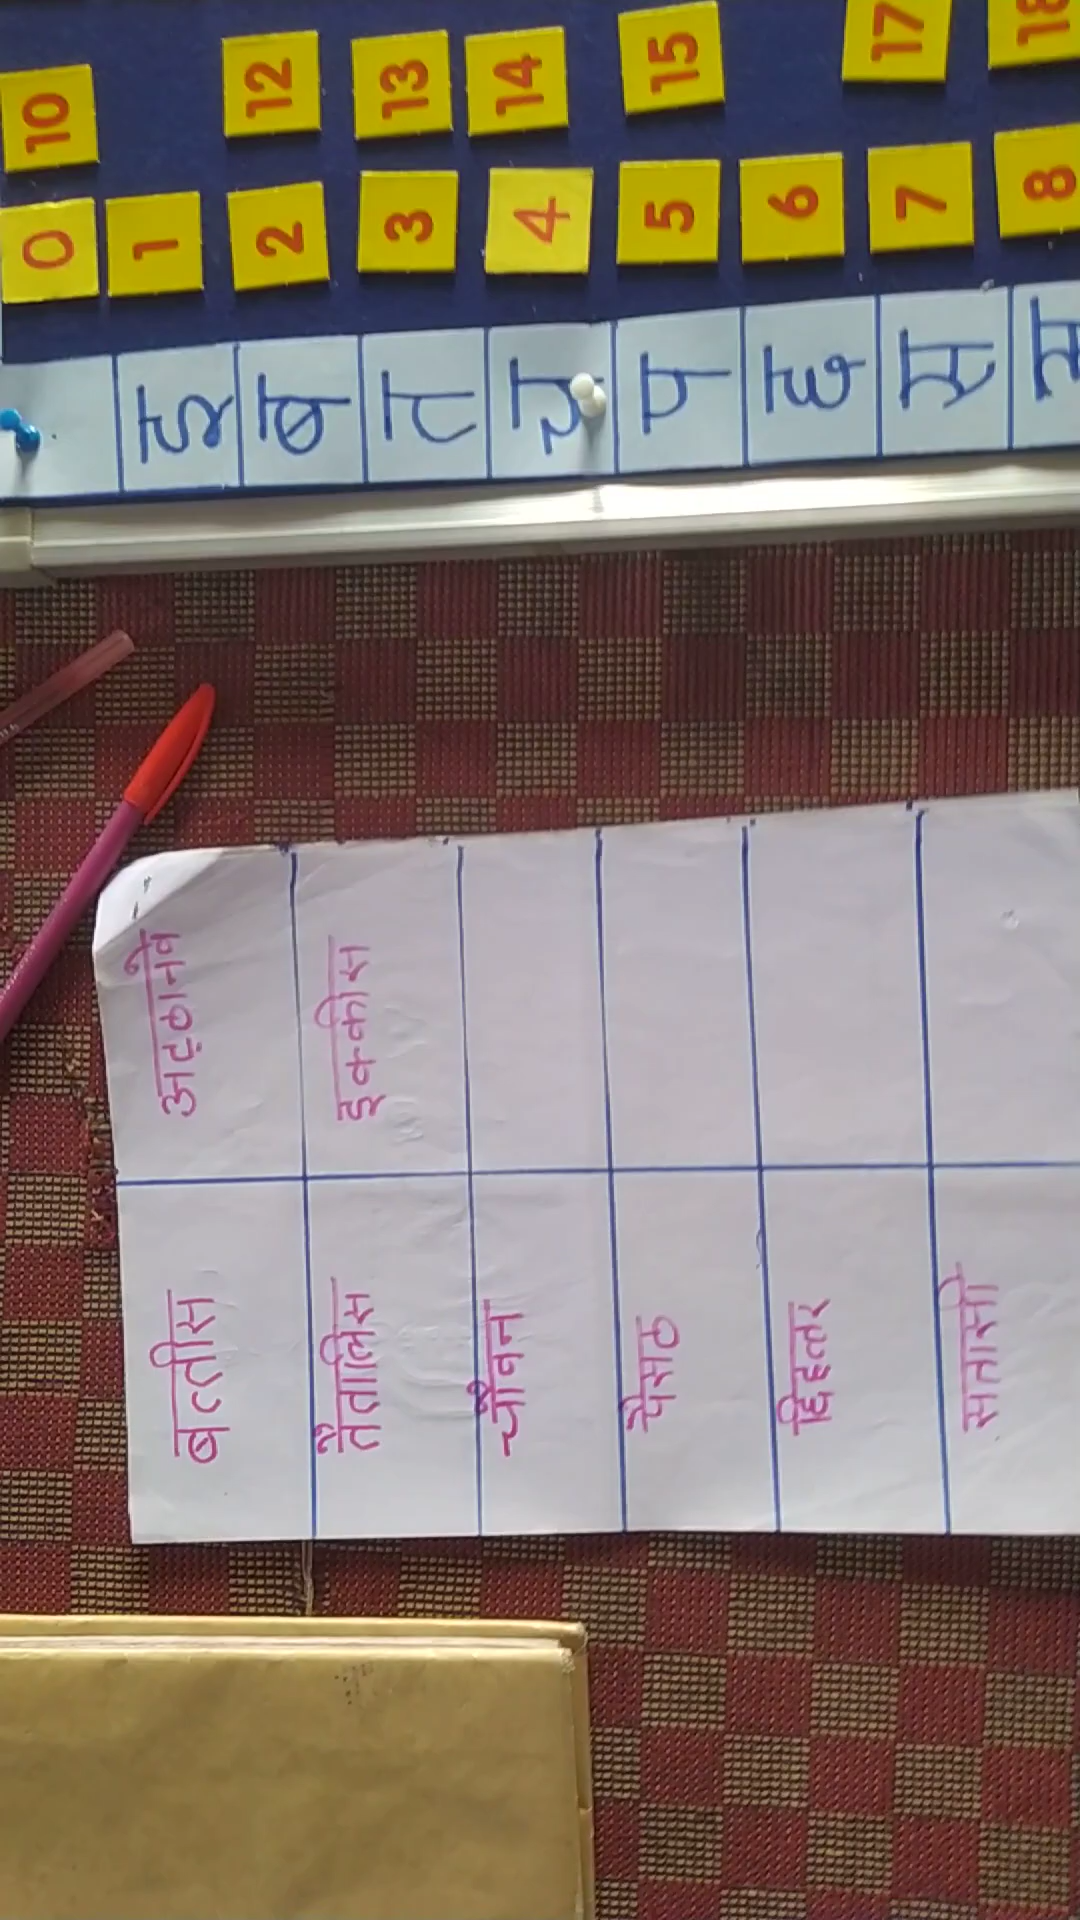 बत्तीस अट्ठानवे
तैंतालिस इक्कीस
चौंवन
पैसठ
छिहत्तर
सतासी
0 10
इ 1
ब 2 12
त 3 13
च 4 14
प 5 15
छ 6
स 7 17
8 18